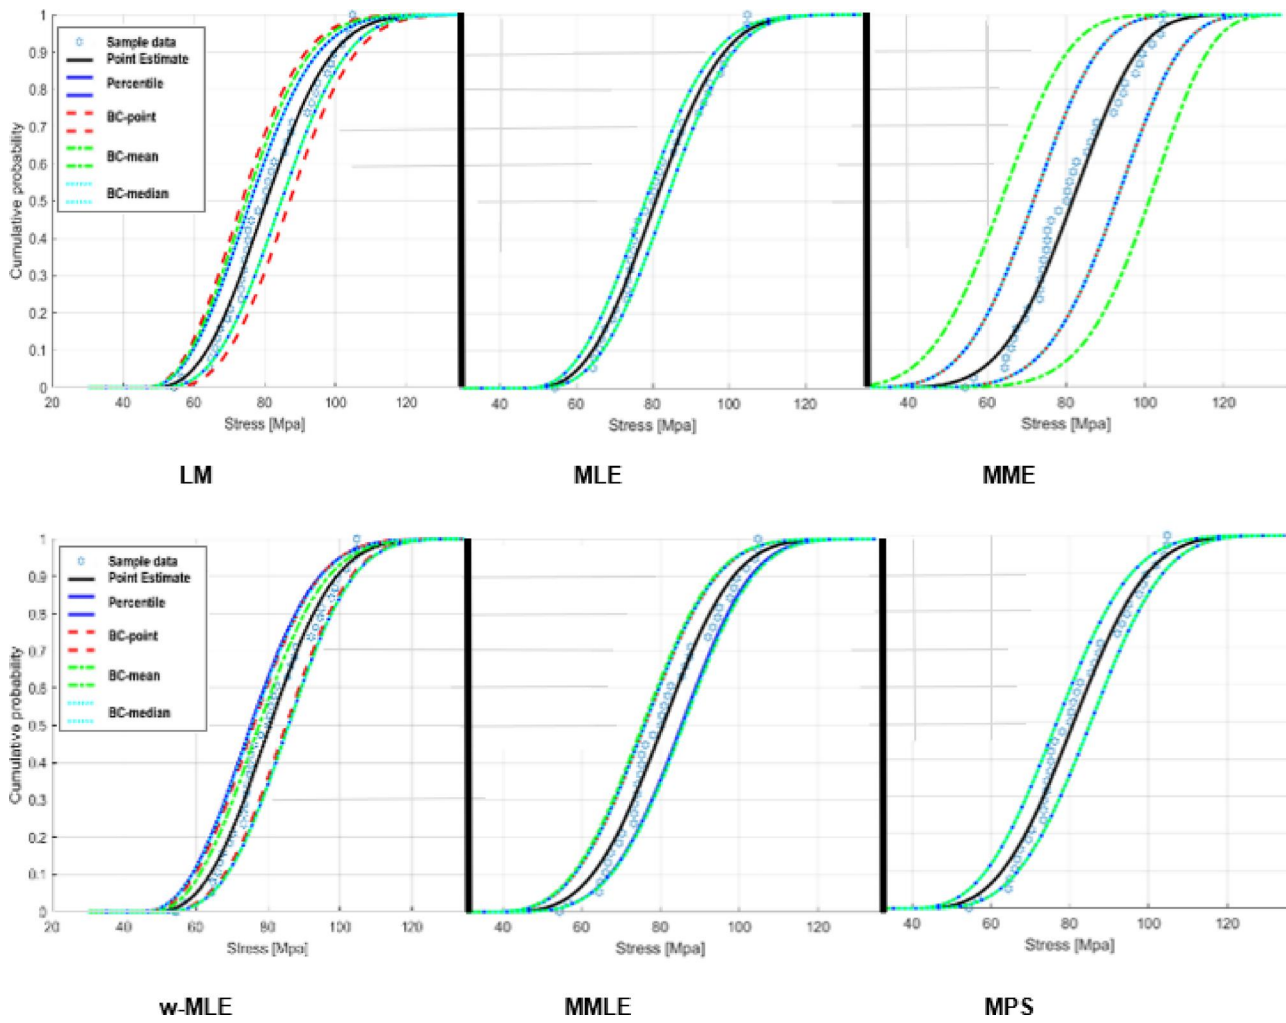 Cumulative probability
1
0.9
0.8
0.7
0.6
0.5
0.4
0.3
0.2
0.1
0
Sample data
Point Estimate
Percentile
BC-point
BC-mean
BC-median
20 40 60 80 100 120
Stress [Mpa]
40 60 80 100 120
Stress [Mpa]
40 60 80 100 120
Stress [Mpa]
LM MLE MME
Cumulative probability
1
0.9
0.8
0.7
0.6
0.5
0.4
0.3
0.2
0.1
0
Sample data
Point Estimate
Percentile
BC-point
BC-mean
BC-median
20 40 60 80 100 120
Stress [Mpa]
40 60 80 100 120
Stress [Mpa]
40 60 80 100 120
Stress [Mpa]
w-MLE MMLE MPS